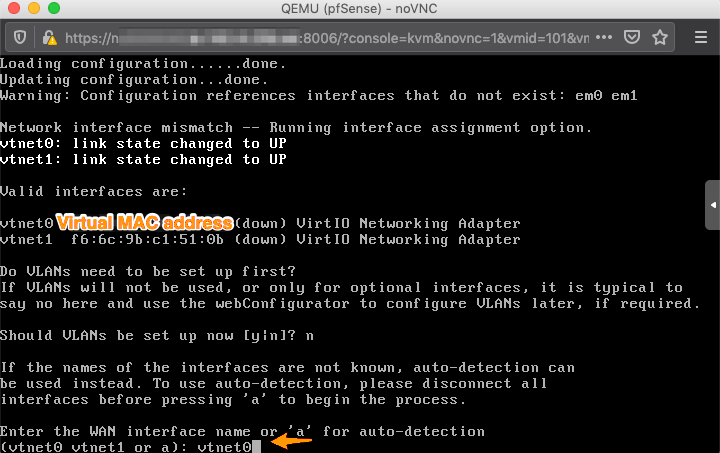 QEMU (pfSense) – noVNC
https://n :8006/?console=kvm&novnc=1&vmid=101&vn
Loading configuration......done.
Updating configuration...done.
Warning: Configuration references interfaces that do not exist: em0 em1
Network interface mismatch -- Running interface assignment option.
vtnet0: link state changed to UP
vtnet1: link state changed to UP
Valid interfaces are:
vtnet0 Virtual MAC address (down) VirtIO Networking Adapter
vtnet1 f6:6c:9b:c1:51:0b (down) VirtIO Networking Adapter
Do VLANs need to be set up first?
If VLANs will not be used, or only for optional interfaces, it is typical to
say no here and use the webConfigurator to configure VLANs later, if required.
Should VLANs be set up now [y|n]? n
If the names of the interfaces are not known, auto-detection can
be used instead. To use auto-detection, please disconnect all
interfaces before pressing 'a' to begin the process.
Enter the WAN interface name or 'a' for auto-detection
(vtnet0 vtnet1 or a): vtnet0